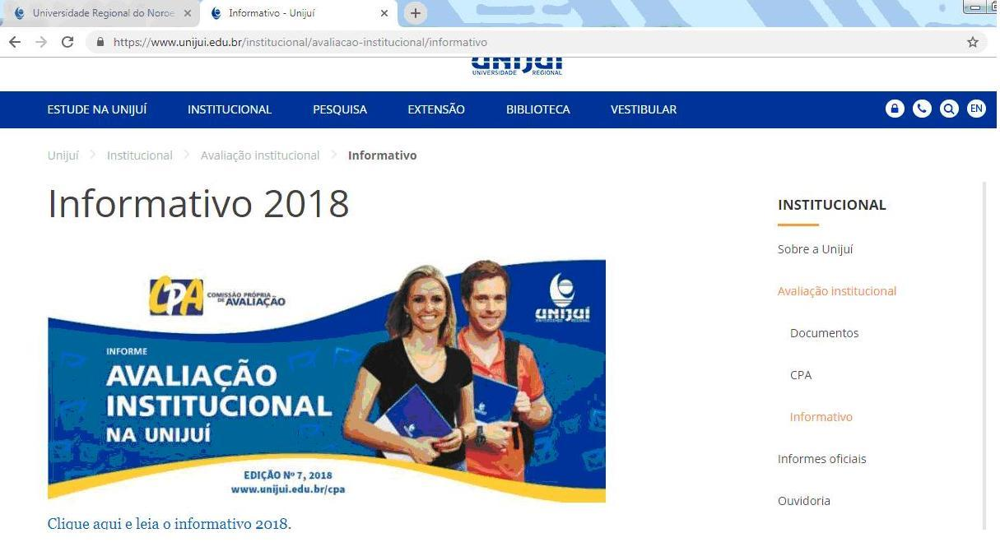 Universidade Regional do Noroe
Informativo - Unijuí
https://www.unijui.edu.br/institucional/avaliacao-institucional/informativo
unijuí
UNIVERSIDADE REGIONAL
ESTUDE NA UNIJUÍ INSTITUCIONAL PESQUISA EXTENSÃO BIBLIOTECA VESTIBULAR EN
Unijuí > Institucional > Avaliação institucional > Informativo
Informativo 2018
CPA COMISSÃO PRÓPRIA
DE AVALIAÇÃO
unijuí
UNIVERSIDADE REGIONAL
INFORME
AVALIAÇÃO
INSTITUCIONAL
NA UNIJUÍ
EDIÇÃO Nº 7, 2018
www.unijui.edu.br/cpa
Clique aqui e leia o informativo 2018.
INSTITUCIONAL
Sobre a Unijuí
Avaliação institucional
Documentos
CPA
Informativo
Informes oficiais
Ouvidoria